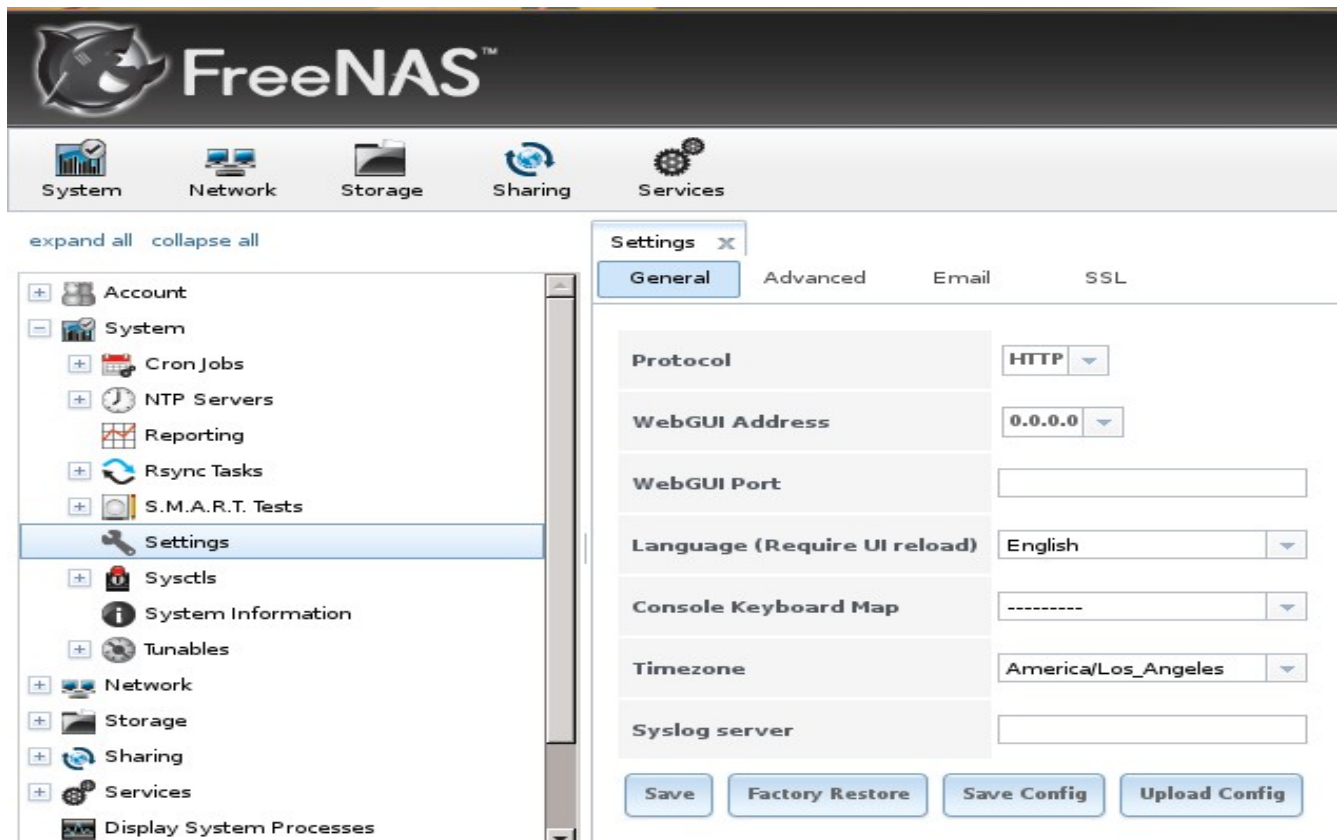 FreeNAS™
System Network Storage Sharing Services
expand all collapse all
Account
System
Cron Jobs
NTP Servers
Reporting
Rsync Tasks
S.M.A.R.T. Tests
Settings
Sysctls
System Information
Tunables
Network
Storage
Sharing
Services
Display System Processes
Settings X
General Advanced Email SSL
Protocol HTTP
WebGUI Address 0.0.0.0
WebGUI Port
Language (Require UI reload) English
Console Keyboard Map ---------
Timezone America/Los_Angeles
Syslog server
Save Factory Restore Save Config Upload Config